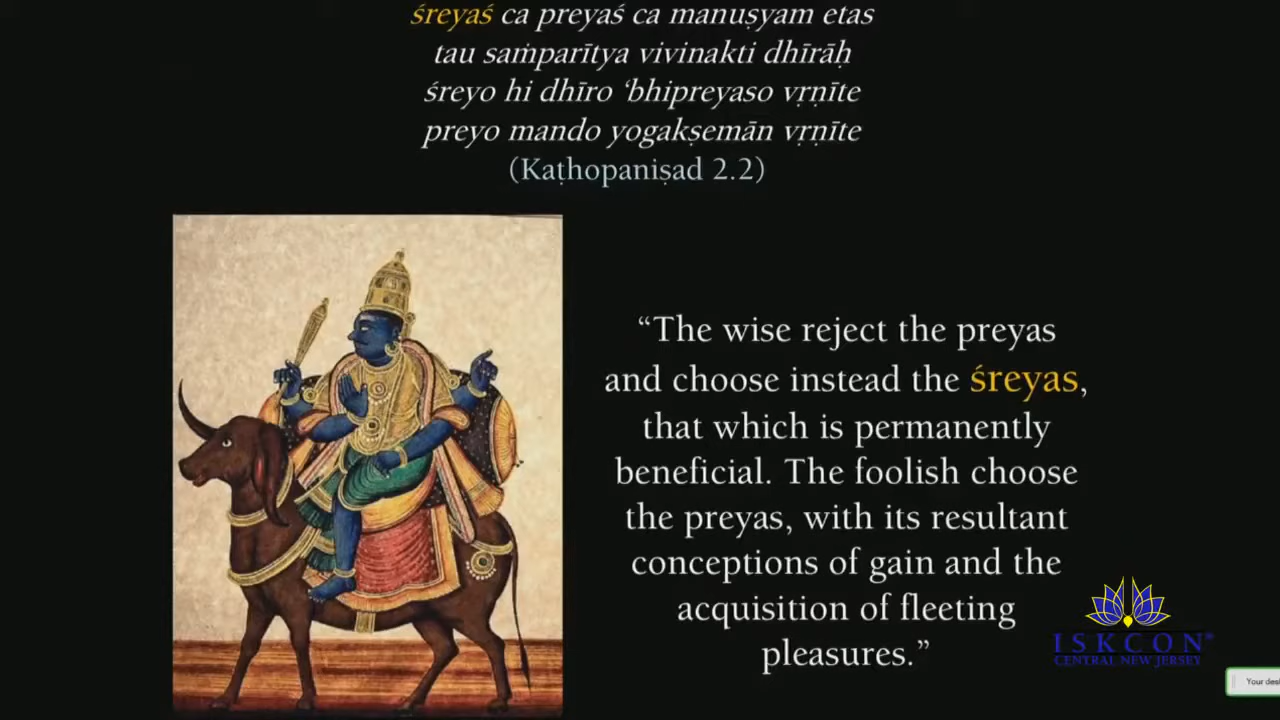 śreyaś ca preyaś ca manuṣyam etas
tau saṁparītya vivinakti dhīrāḥ
śreyo hi dhīro ‘bhipreyaso vṛṇīte
preyo mando yogakṣemān vṛṇīte
(Kaṭhopaniṣad 2.2)
“The wise reject the preyas
and choose instead the śreyas,
that which is permanently
beneficial. The foolish choose
the preyas, with its resultant
conceptions of gain and the
acquisition of fleeting
pleasures.”
ISKCON®
CENTRAL NEW JERSEY
Your